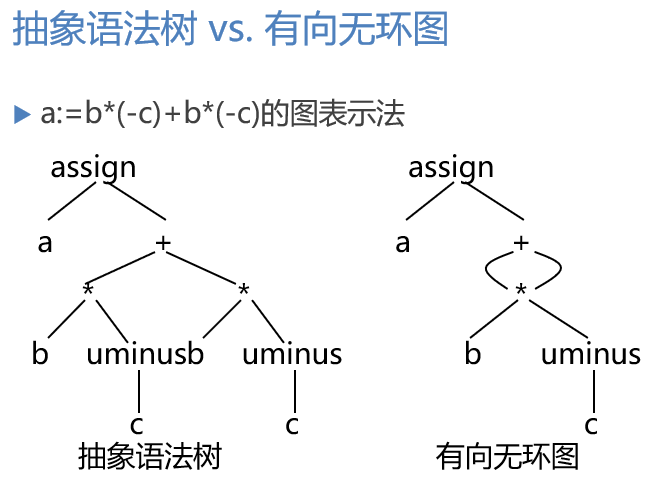 抽象语法树 vs. 有向无环图
a:=b*(-c)+b*(-c)的图表示法
assign assign
a + a +
* * *
b uminusb uminus b uminus
c c c
抽象语法树 有向无环图